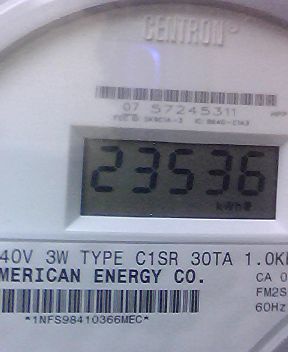 CENTRON®
07 57245311
23536
kWh
40V 3W TYPE C1SR 30TA 1.0K
MERICAN ENERGY CO.
CA 0
FM2S
60Hz
*1NFS98410366MEC*